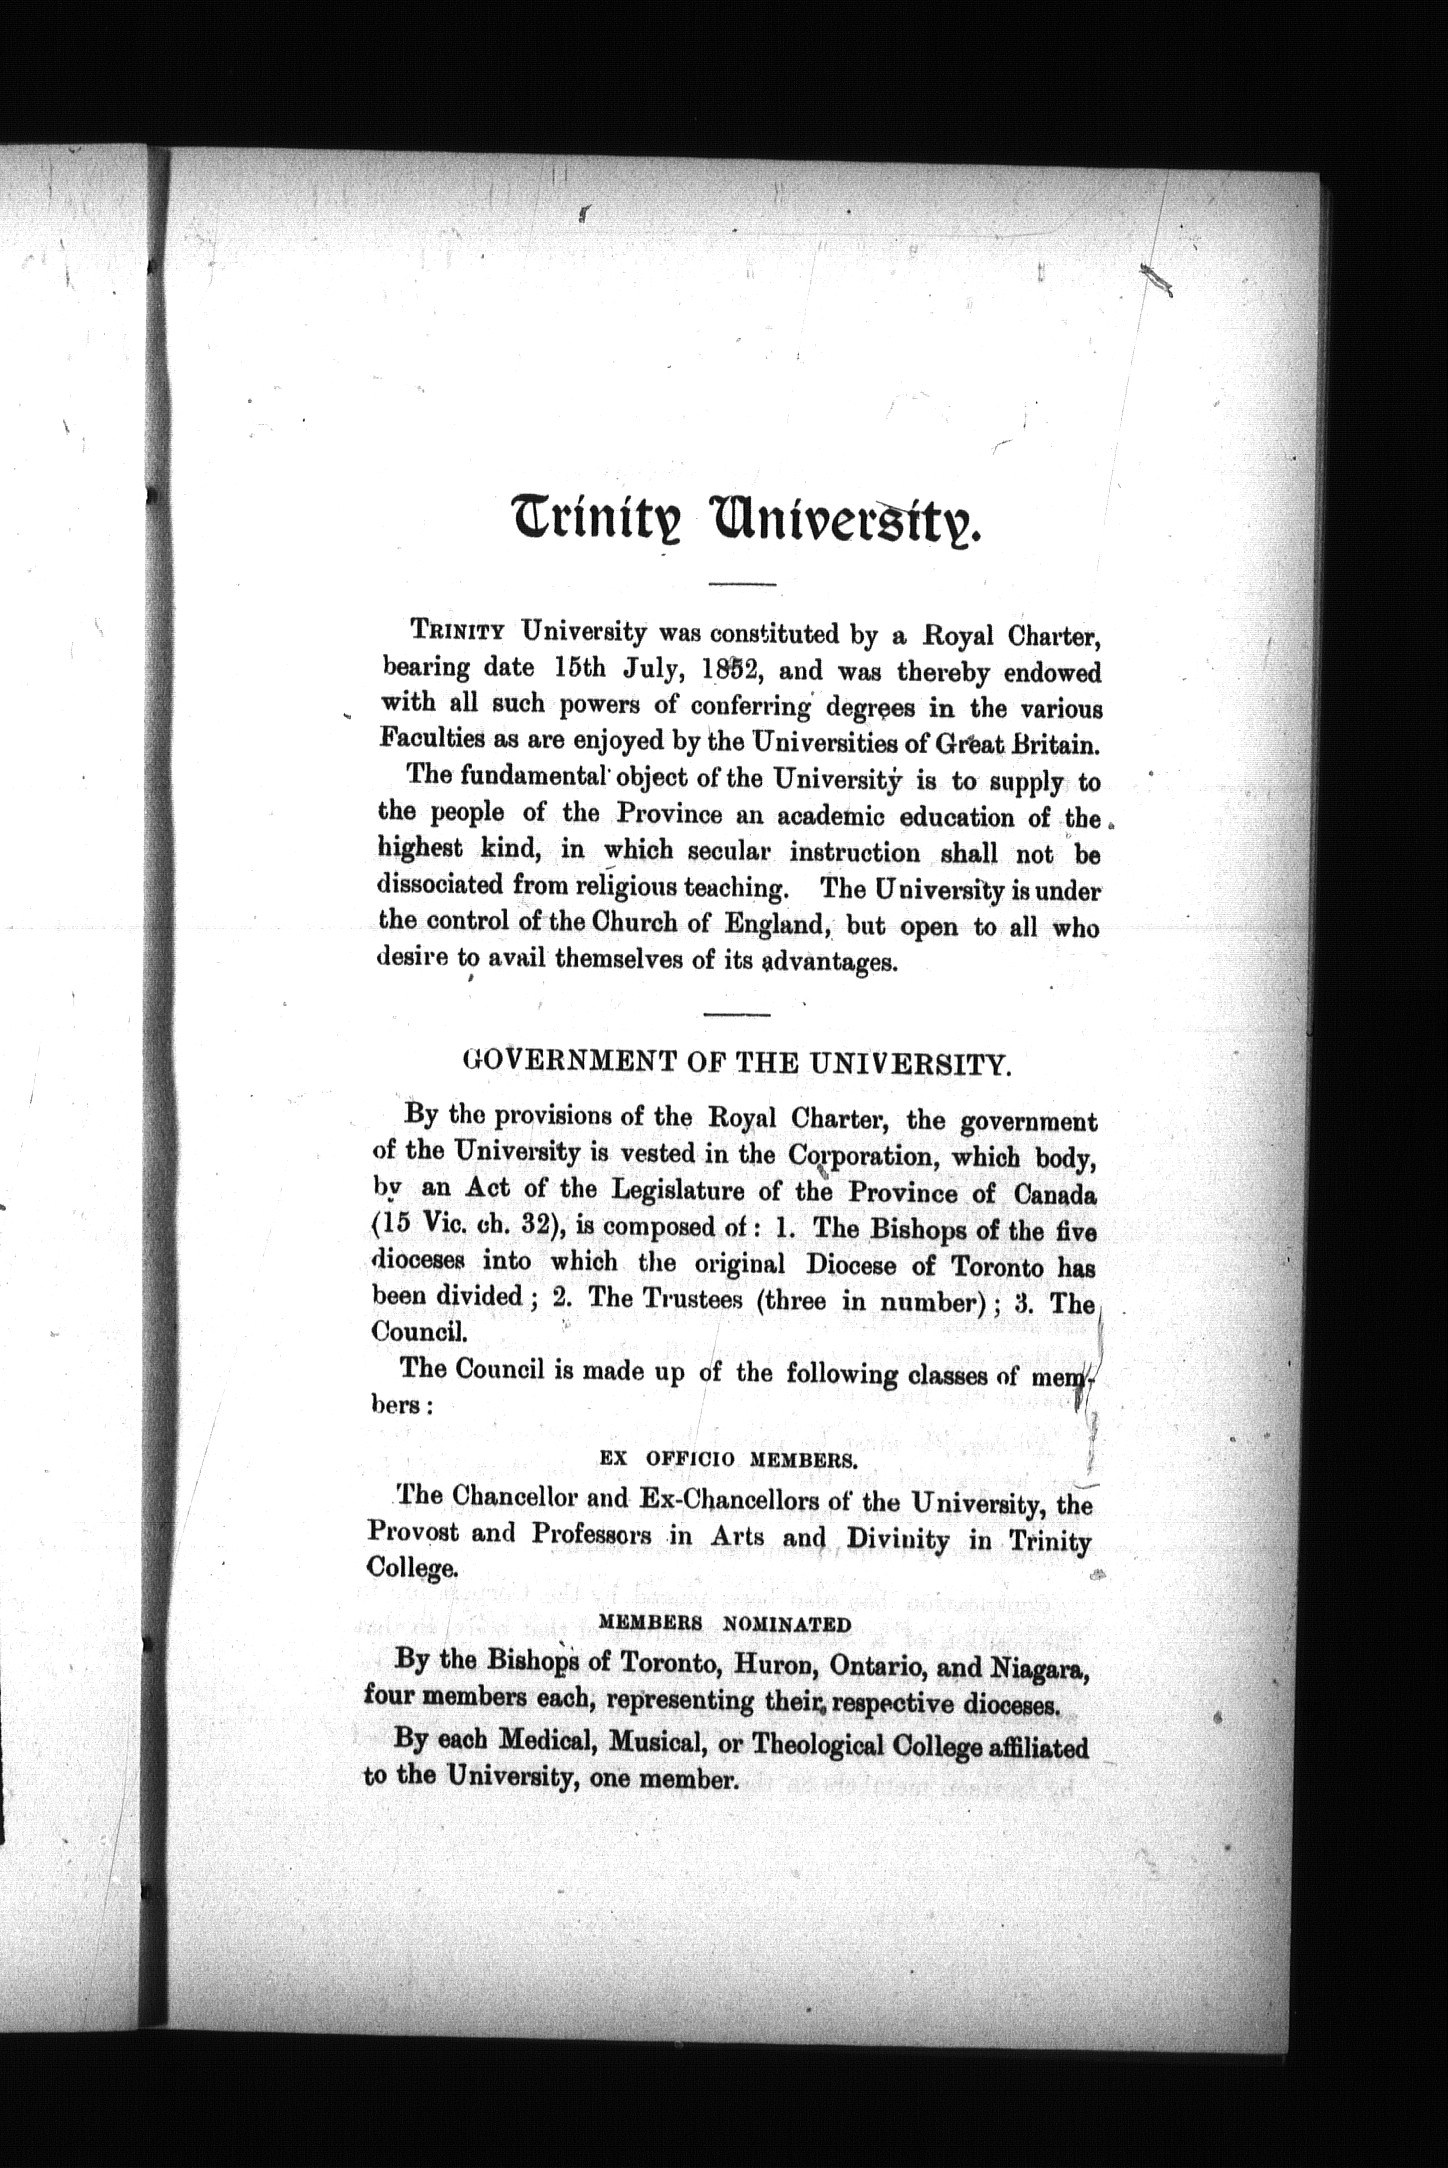 Trinity University.
TRINITY University was constituted by a Royal Charter,
bearing date 15th July, 1852, and was thereby endowed
with all such powers of conferring degrees in the various
Faculties as are enjoyed by the Universities of Great Britain.
The fundamental object of the University is to supply to
the people of the Province an academic education of the
highest kind, in which secular instruction shall not be
dissociated from religious teaching. The University is under
the control of the Church of England, but open to all who
desire to avail themselves of its advantages.
GOVERNMENT OF THE UNIVERSITY.
By the provisions of the Royal Charter, the government
of the University is vested in the Corporation, which body,
by an Act of the Legislature of the Province of Canada
(15 Vic. ch. 32), is composed of: 1. The Bishops of the five
dioceses into which the original Diocese of Toronto has
been divided; 2. The Trustees (three in number); 3. The
Council.
The Council is made up of the following classes of mem-
bers:
EX OFFICIO MEMBERS.
The Chancellor and Ex-Chancellors of the University, the
Provost and Professors in Arts and Divinity in Trinity
College.
MEMBERS NOMINATED
By the Bishops of Toronto, Huron, Ontario, and Niagara,
four members each, representing their respective dioceses.
By each Medical, Musical, or Theological College affiliated
to the University, one member.